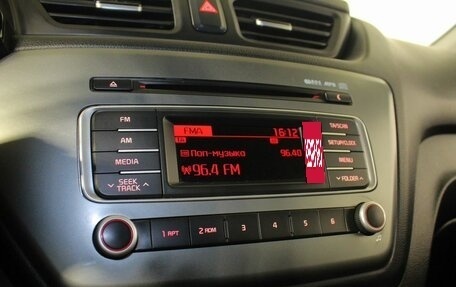 FM
FMA 16:12
TA/SCAN
AM
Поп-музыка 96.40
SETUP/CLOCK
MEDIA
96.4 FM
MENU
SEEK
TRACK
FOLDER
1 RPT 2 RDM 3 4 5 6